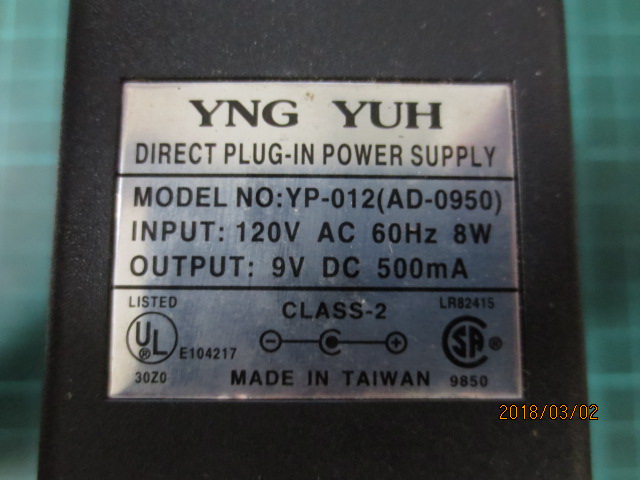 YNG YUH
DIRECT PLUG-IN POWER SUPPLY
MODEL NO:YP-012(AD-0950)
INPUT: 120V AC 60Hz 8W
OUTPUT: 9V DC 500mA
LISTED
CLASS-2
LR82415
UL ® E104217
SA ®
30Z0
MADE IN TAIWAN
9850
2018/03/02